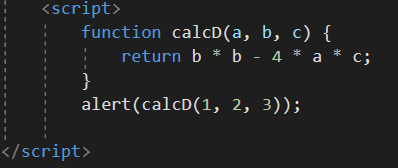 <script>
function calcD(a, b, c) {
return b * b - 4 * a * c;
}
alert(calcD(1, 2, 3));
</script>